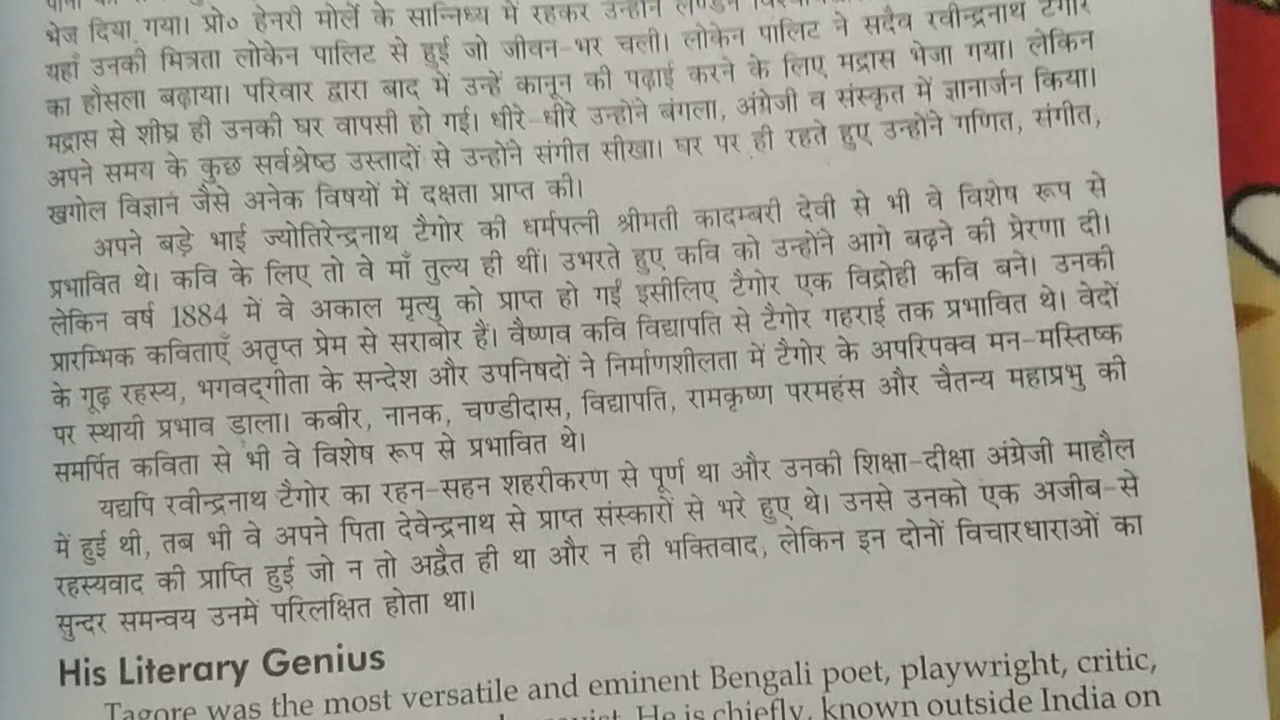 भेज दिया गया। प्रो० हेनरी मोर्ले के सान्निध्य में रहकर उन्होंने लण्डन
यहाँ उनकी मित्रता लोकेन पालिट से हुई जो जीवन-भर चली। लोकेन पालिट ने सदैव रवीन्द्रनाथ टैगोर
का हौसला बढ़ाया। परिवार द्वारा बाद में उन्हें कानून की पढ़ाई करने के लिए मद्रास भेजा गया। लेकिन
मद्रास से शीघ्र ही उनकी घर वापसी हो गई। धीरे-धीरे उन्होंने बंगला, अंग्रेजी व संस्कृत में ज्ञानार्जन किया।
अपने समय के कुछ सर्वश्रेष्ठ उस्तादों से उन्होंने संगीत सीखा। घर पर ही रहते हुए उन्होंने गणित, संगीत,
खगोल विज्ञान जैसे अनेक विषयों में दक्षता प्राप्त की।
अपने बड़े भाई ज्योतिरेन्द्रनाथ टैगोर की धर्मपत्नी श्रीमती कादम्बरी देवी से भी वे विशेष रूप से
प्रभावित थे। कवि के लिए तो वे माँ तुल्य ही थीं। उभरते हुए कवि को उन्होंने आगे बढ़ने की प्रेरणा दी।
लेकिन वर्ष 1884 में वे अकाल मृत्यु को प्राप्त हो गईं इसीलिए टैगोर एक विद्रोही कवि बने। उनकी
प्रारम्भिक कविताएँ अतृप्त प्रेम से सराबोर हैं। वैष्णव कवि विद्यापति से टैगोर गहराई तक प्रभावित थे। वेदों
के गूढ़ रहस्य, भगवद्‌गीता के सन्देश और उपनिषदों ने निर्माणशीलता में टैगोर के अपरिपक्व मन-मस्तिष्क
पर स्थायी प्रभाव डाला। कबीर, नानक, चण्डीदास, विद्यापति, रामकृष्ण परमहंस और चैतन्य महाप्रभु की
समर्पित कविता से भी वे विशेष रूप से प्रभावित थे।
यद्यपि रवीन्द्रनाथ टैगोर का रहन-सहन शहरीकरण से पूर्ण था और उनकी शिक्षा-दीक्षा अंग्रेजी माहौल
में हुई थी, तब भी वे अपने पिता देवेन्द्रनाथ से प्राप्त संस्कारों से भरे हुए थे। उनसे उनको एक अजीब-से
रहस्यवाद की प्राप्ति हुई जो न तो अद्वैत ही था और न ही भक्तिवाद, लेकिन इन दोनों विचारधाराओं का
सुन्दर समन्वय उनमें परिलक्षित होता था।
His Literary Genius
Tagore was the most versatile and eminent Bengali poet, playwright, critic,
He is chiefly known outside India on